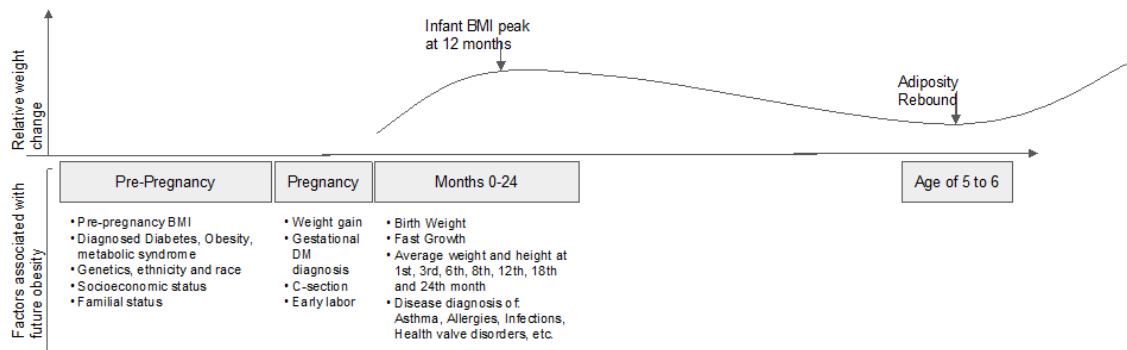 Relative weight
change
Infant BMI peak
at 12 months
Adiposity
Rebound
Factors associated with
future obesity
Pre-Pregnancy
• Pre-pregnancy BMI
• Diagnosed Diabetes, Obesity,
metabolic syndrome
• Genetics, ethnicity and race
• Socioeconomic status
• Familial status
Pregnancy
• Weight gain
• Gestational
DM
diagnosis
• C-section
• Early labor
Months 0-24
• Birth Weight
• Fast Growth
• Average weight and height at
1st, 3rd, 6th, 8th, 12th, 18th
and 24th month
• Disease diagnosis of:
Asthma, Allergies, Infections,
Health valve disorders, etc.
Age of 5 to 6